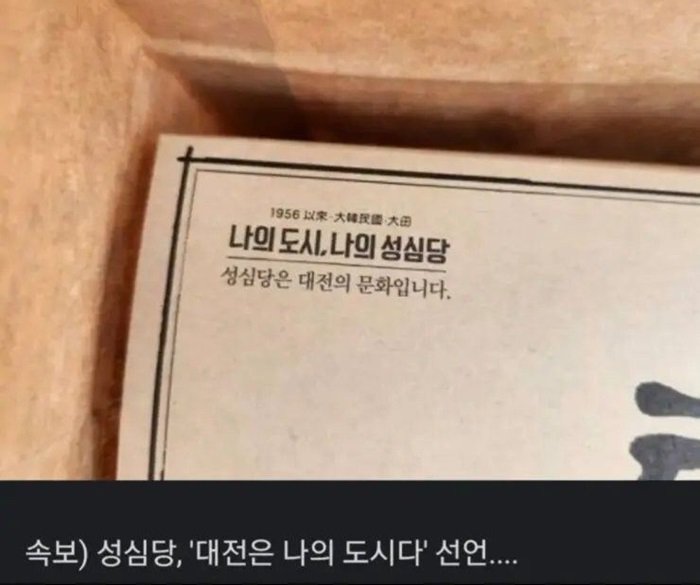 1956 以來·大韓民國·大田
나의 도시, 나의 성심당
성심당은 대전의 문화입니다.
속보) 성심당, '대전은 나의 도시다' 선언....